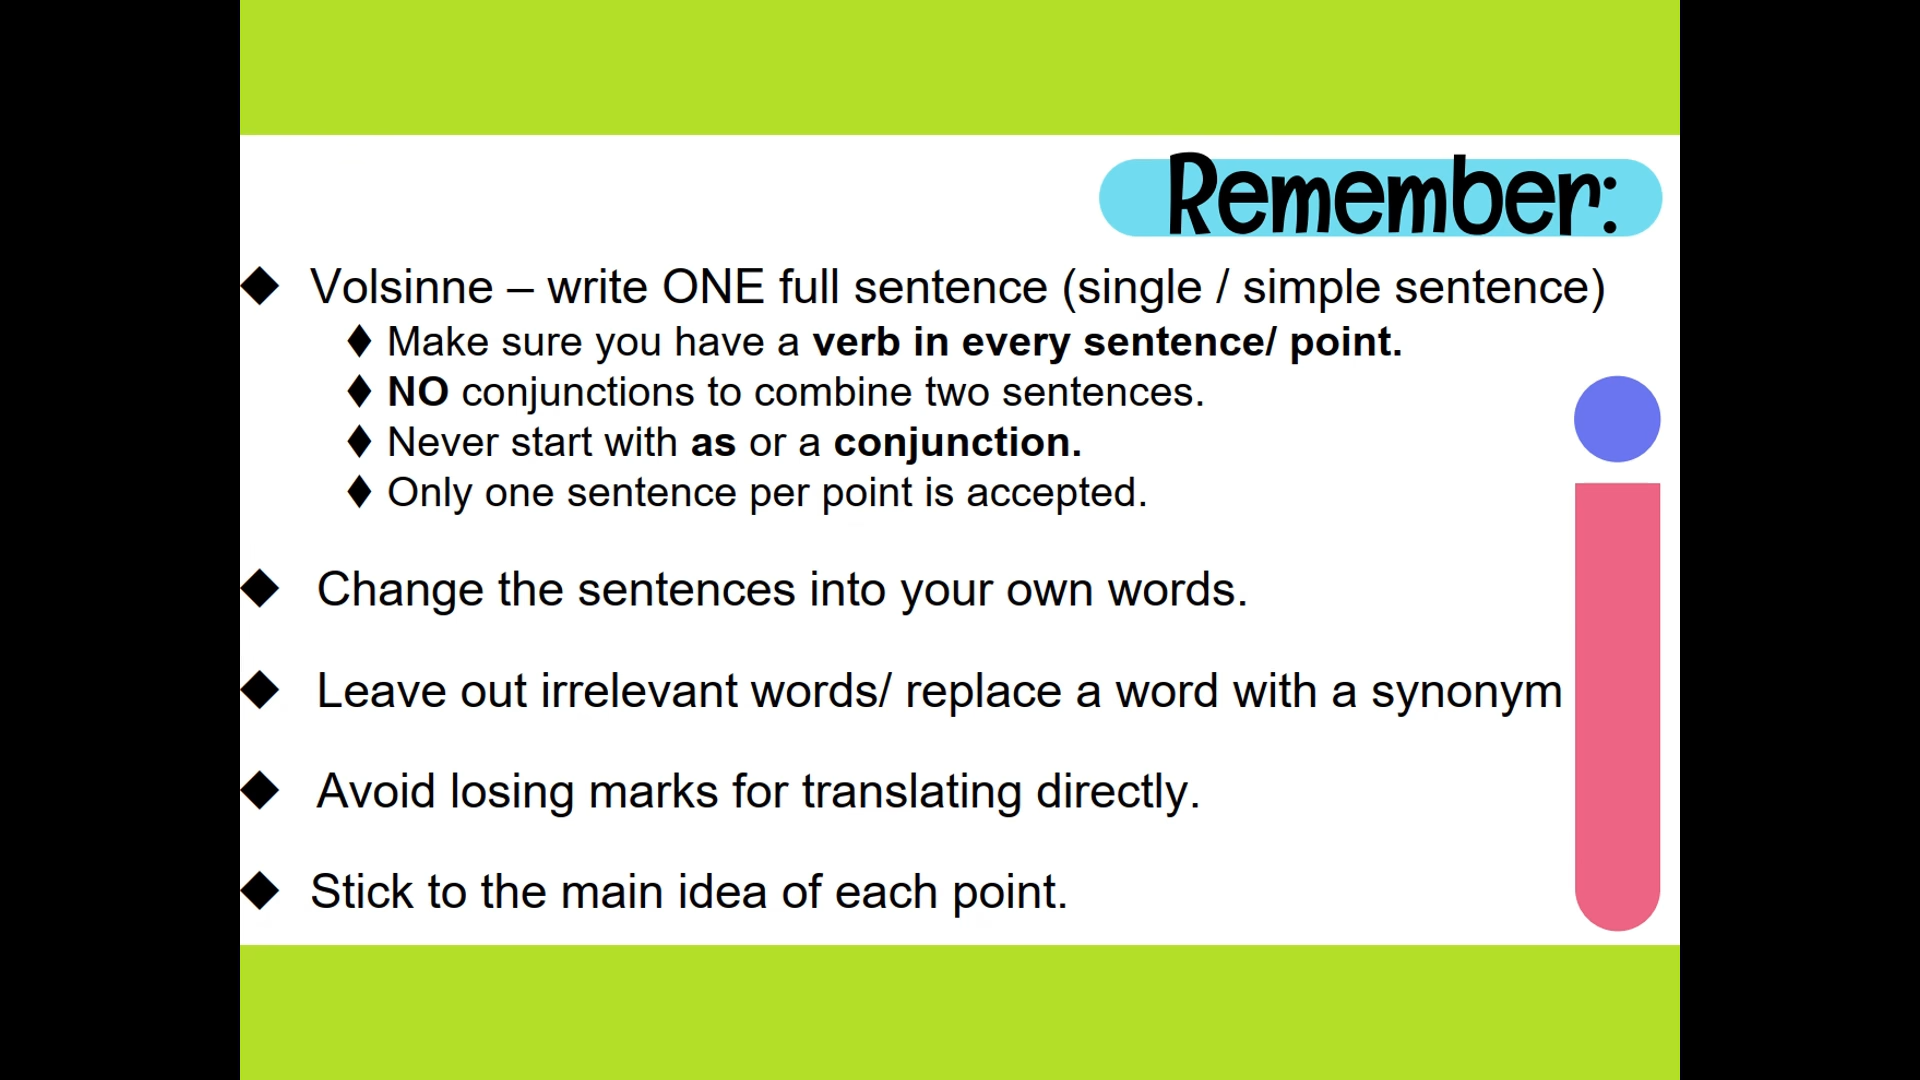 Remember:
Volsinne – write ONE full sentence (single / simple sentence)
Make sure you have a verb in every sentence/ point.
NO conjunctions to combine two sentences.
Never start with as or a conjunction.
Only one sentence per point is accepted.
Change the sentences into your own words.
Leave out irrelevant words/ replace a word with a synonym
Avoid losing marks for translating directly.
Stick to the main idea of each point.